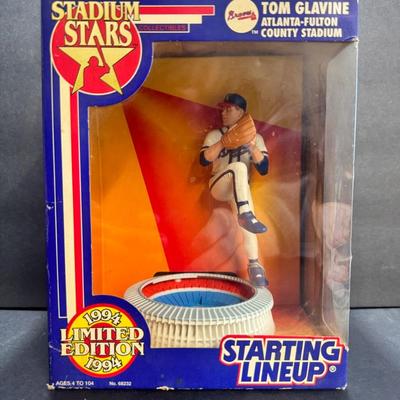 STADIUM
STARS
COLLECTIBLES
Braves
TOM GLAVINE
ATLANTA-FULTON
COUNTY STADIUM
TM
1994
LIMITED
EDITION
1994
AGES 4 TO 104
No. 68232
STARTING
LINEUP®